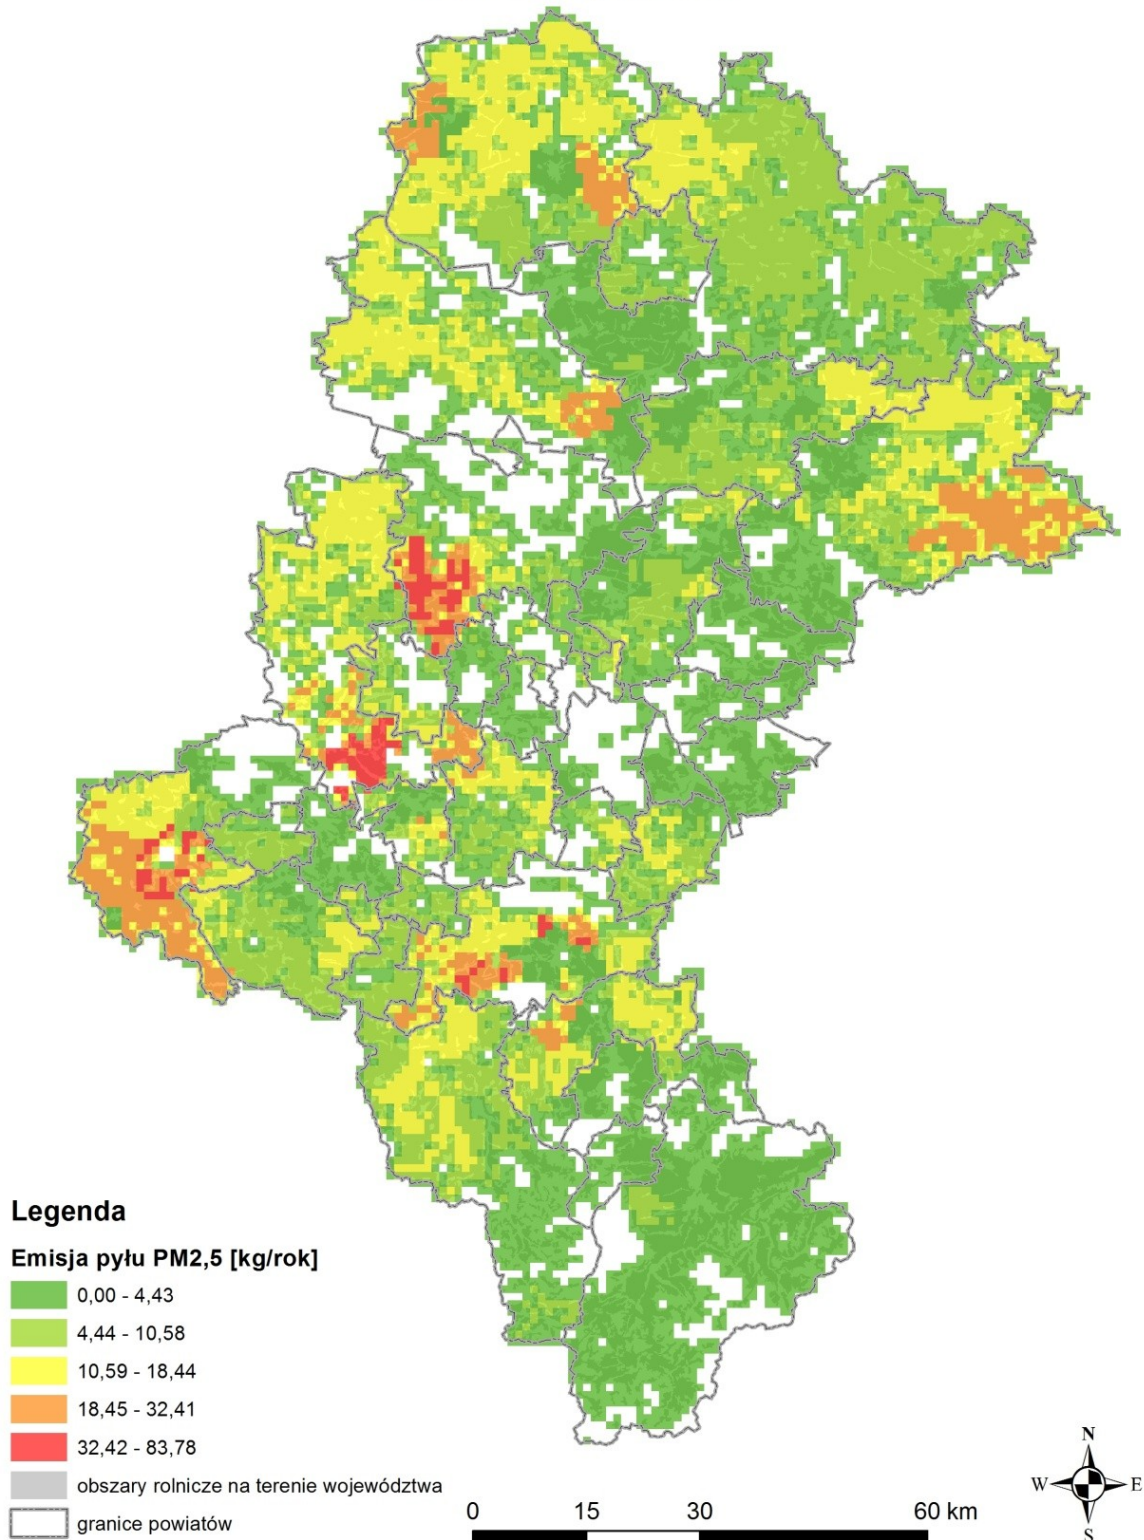 Legenda
Emisja pyłu PM2,5 [kg/rok]
0,00 - 4,43
4,44 - 10,58
10,59 - 18,44
18,45 - 32,41
32,42 - 83,78
obszary rolnicze na terenie województwa
granice powiatów
0 15 30 60 km
N
W E
S